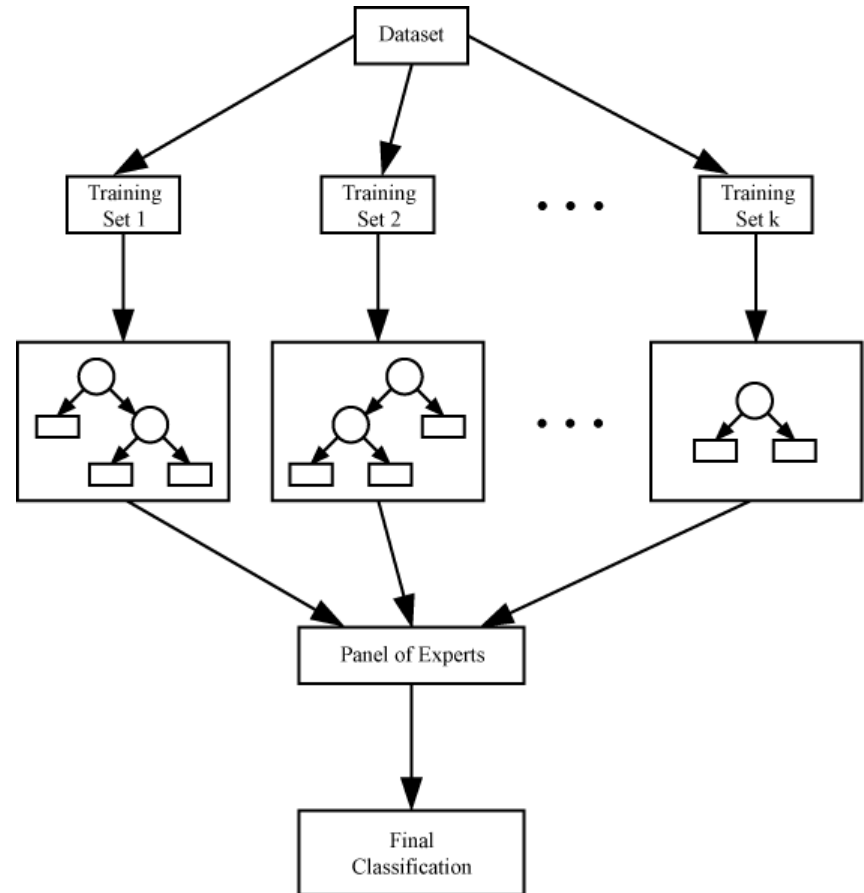 Dataset
Training
Set 1
Training
Set 2
Training
Set k
Panel of Experts
Final
Classification